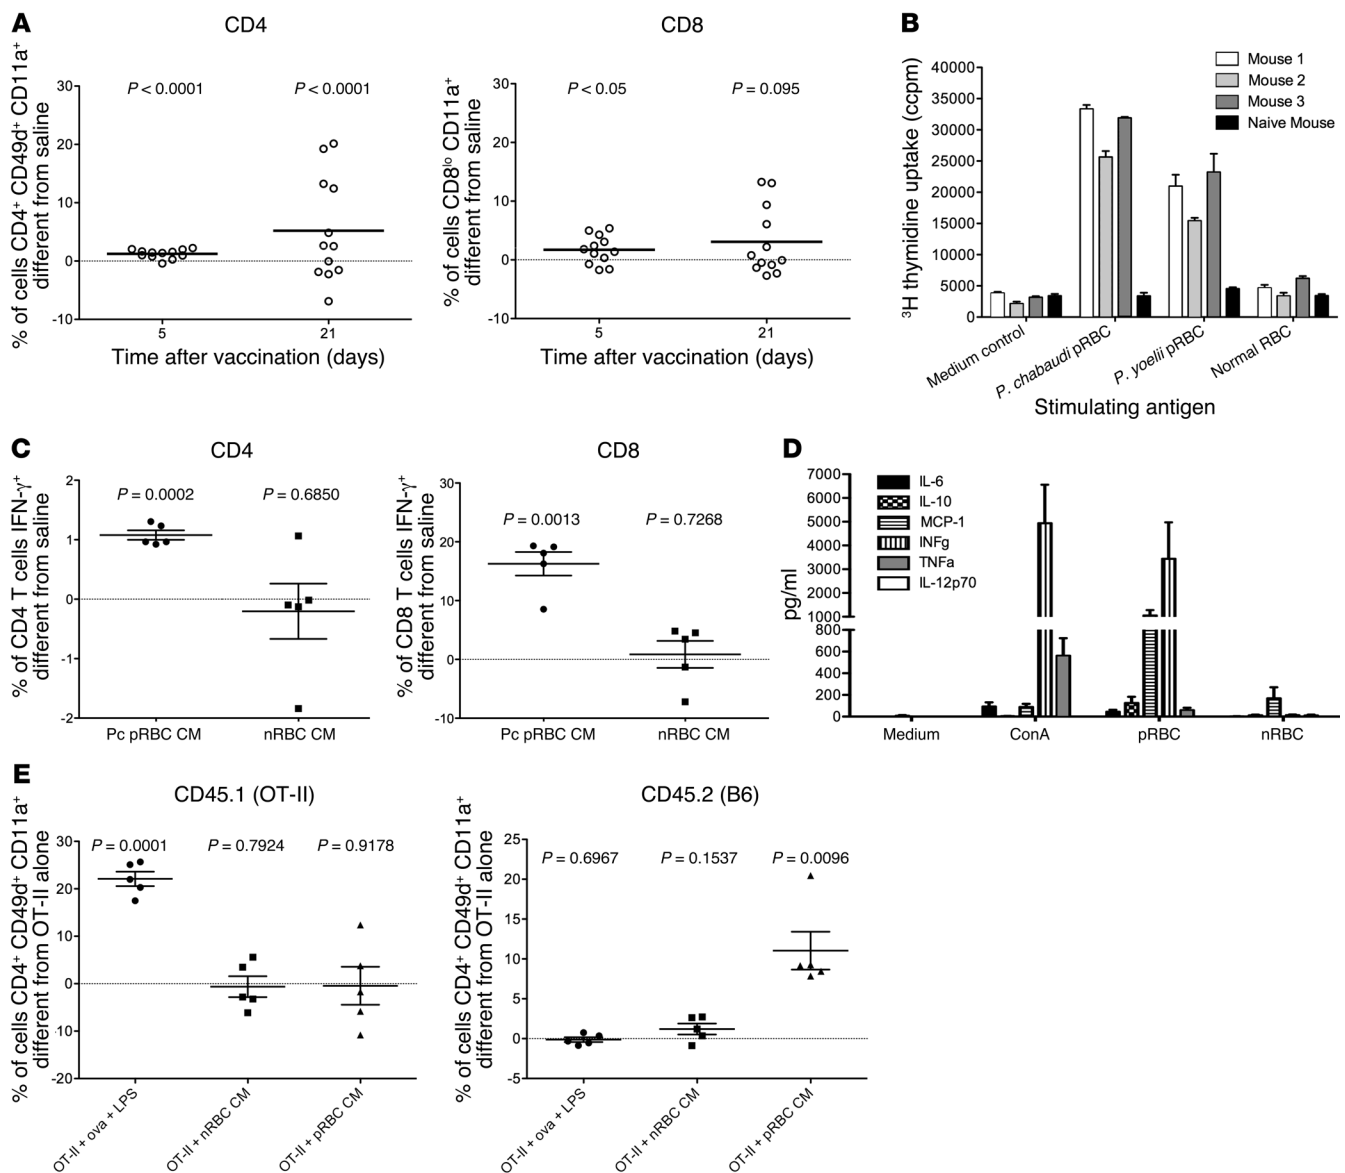 A
CD4
% of cells CD4⁺ CD49d⁺ CD11a⁺
different from saline
30
20
10
0
-10
P < 0.0001
P < 0.0001
5
21
Time after vaccination (days)
CD8
% of cells CD8ˡᵒ CD11a⁺
different from saline
30
20
10
0
-10
P < 0.05
P = 0.095
5
21
Time after vaccination (days)
B
³H thymidine uptake (ccpm)
40000
35000
30000
25000
20000
15000
10000
5000
0
Mouse 1
Mouse 2
Mouse 3
Naive Mouse
Medium control
P. chabaudi pRBC
P. yoelii pRBC
Normal RBC
Stimulating antigen
C
CD4
% of CD4 T cells IFN-γ⁺
different from saline
2
1
0
-1
-2
P = 0.0002
P = 0.6850
Pc pRBC CM
nRBC CM
CD8
% of CD8 T cells IFN-γ⁺
different from saline
30
20
10
0
-10
P = 0.0013
P = 0.7268
Pc pRBC CM
nRBC CM
D
pg/ml
7000
6000
5000
4000
3000
2000
1000
800
600
400
200
0
IL-6
IL-10
MCP-1
INFg
TNFa
IL-12p70
Medium
ConA
pRBC
nRBC
E
CD45.1 (OT-II)
% of cells CD4⁺ CD49d⁺ CD11a⁺
different from OT-II alone
30
20
10
0
-10
-20
P = 0.0001
P = 0.7924
P = 0.9178
OT-II + ova + LPS
OT-II + nRBC CM
OT-II + pRBC CM
CD45.2 (B6)
% of cells CD4⁺ CD49d⁺ CD11a⁺
different from OT-II alone
25
20
15
10
5
0
-5
P = 0.6967
P = 0.1537
P = 0.0096
OT-II + ova + LPS
OT-II + nRBC CM
OT-II + pRBC CM